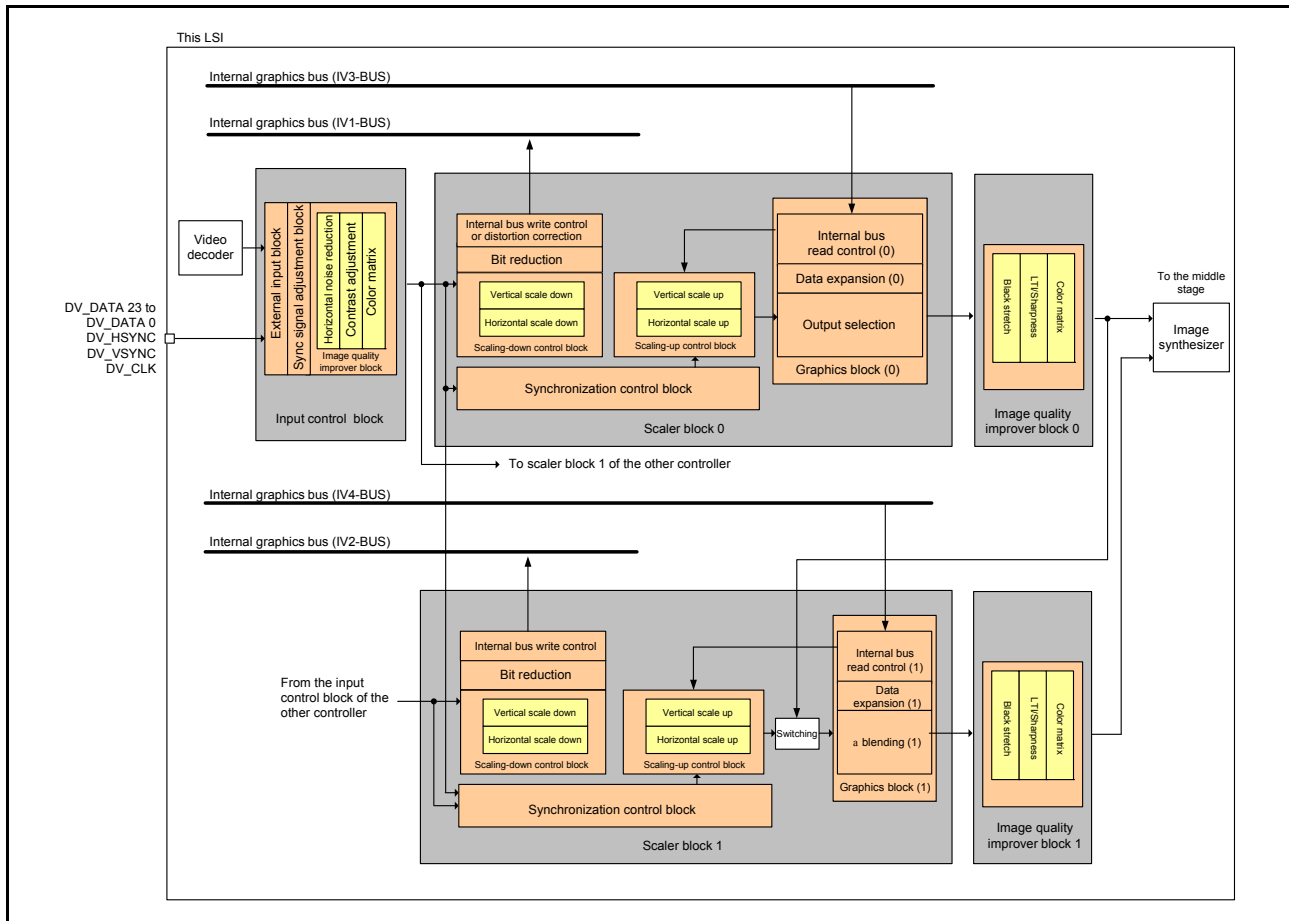 This LSI
Internal graphics bus (IV3-BUS)
Internal graphics bus (IV1-BUS)
Video
decoder
DV_DATA 23 to
DV_DATA 0
DV_HSYNC
DV_VSYNC
DV_CLK
External input block
Sync signal adjustment block
Horizontal noise reduction
Contrast adjustment
Color matrix
Image quality
improver block
Input control block
Internal bus write control
or distortion correction
Bit reduction
Vertical scale down
Horizontal scale down
Scaling-down control block
Synchronization control block
Vertical scale up
Horizontal scale up
Scaling-up control block
Internal bus
read control (0)
Data expansion (0)
Output selection
Graphics block (0)
Scaler block 0
Black stretch
LTI/Sharpness
Color matrix
Image quality
improver block 0
To the middle
stage
Image
synthesizer
To scaler block 1 of the other controller
Internal graphics bus (IV4-BUS)
Internal graphics bus (IV2-BUS)
From the input
control block of the
other controller
Internal bus write control
Bit reduction
Vertical scale down
Horizontal scale down
Scaling-down control block
Synchronization control block
Vertical scale up
Horizontal scale up
Scaling-up control block
Switching
Internal bus
read control (1)
Data
expansion (1)
a blending (1)
Graphics block (1)
Scaler block 1
Black stretch
LTI/Sharpness
Color matrix
Image quality
improver block 1